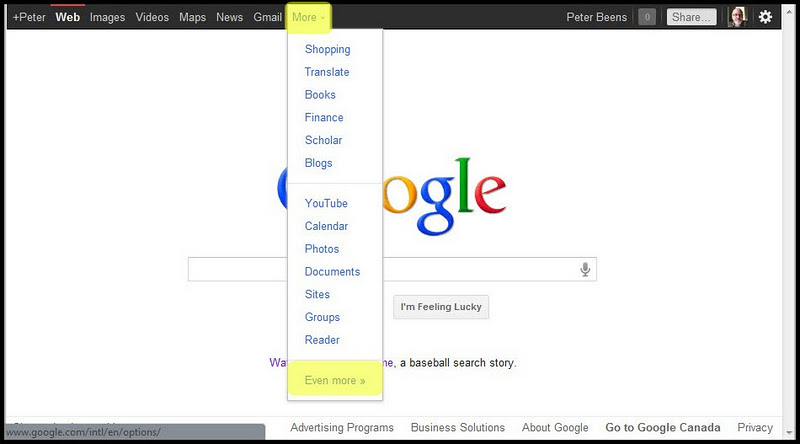 +Peter Web Images Videos Maps News Gmail More Peter Beens 0 Share...
Shopping
Translate
Books
Finance
Scholar
Blogs
YouTube
Calendar
Photos
Documents
Sites
Groups
Reader
Even more »
ogle
I'm Feeling Lucky
Wa me, a baseball search story.
www.google.com/intl/en/options/
Advertising Programs Business Solutions About Google Go to Google Canada Privacy